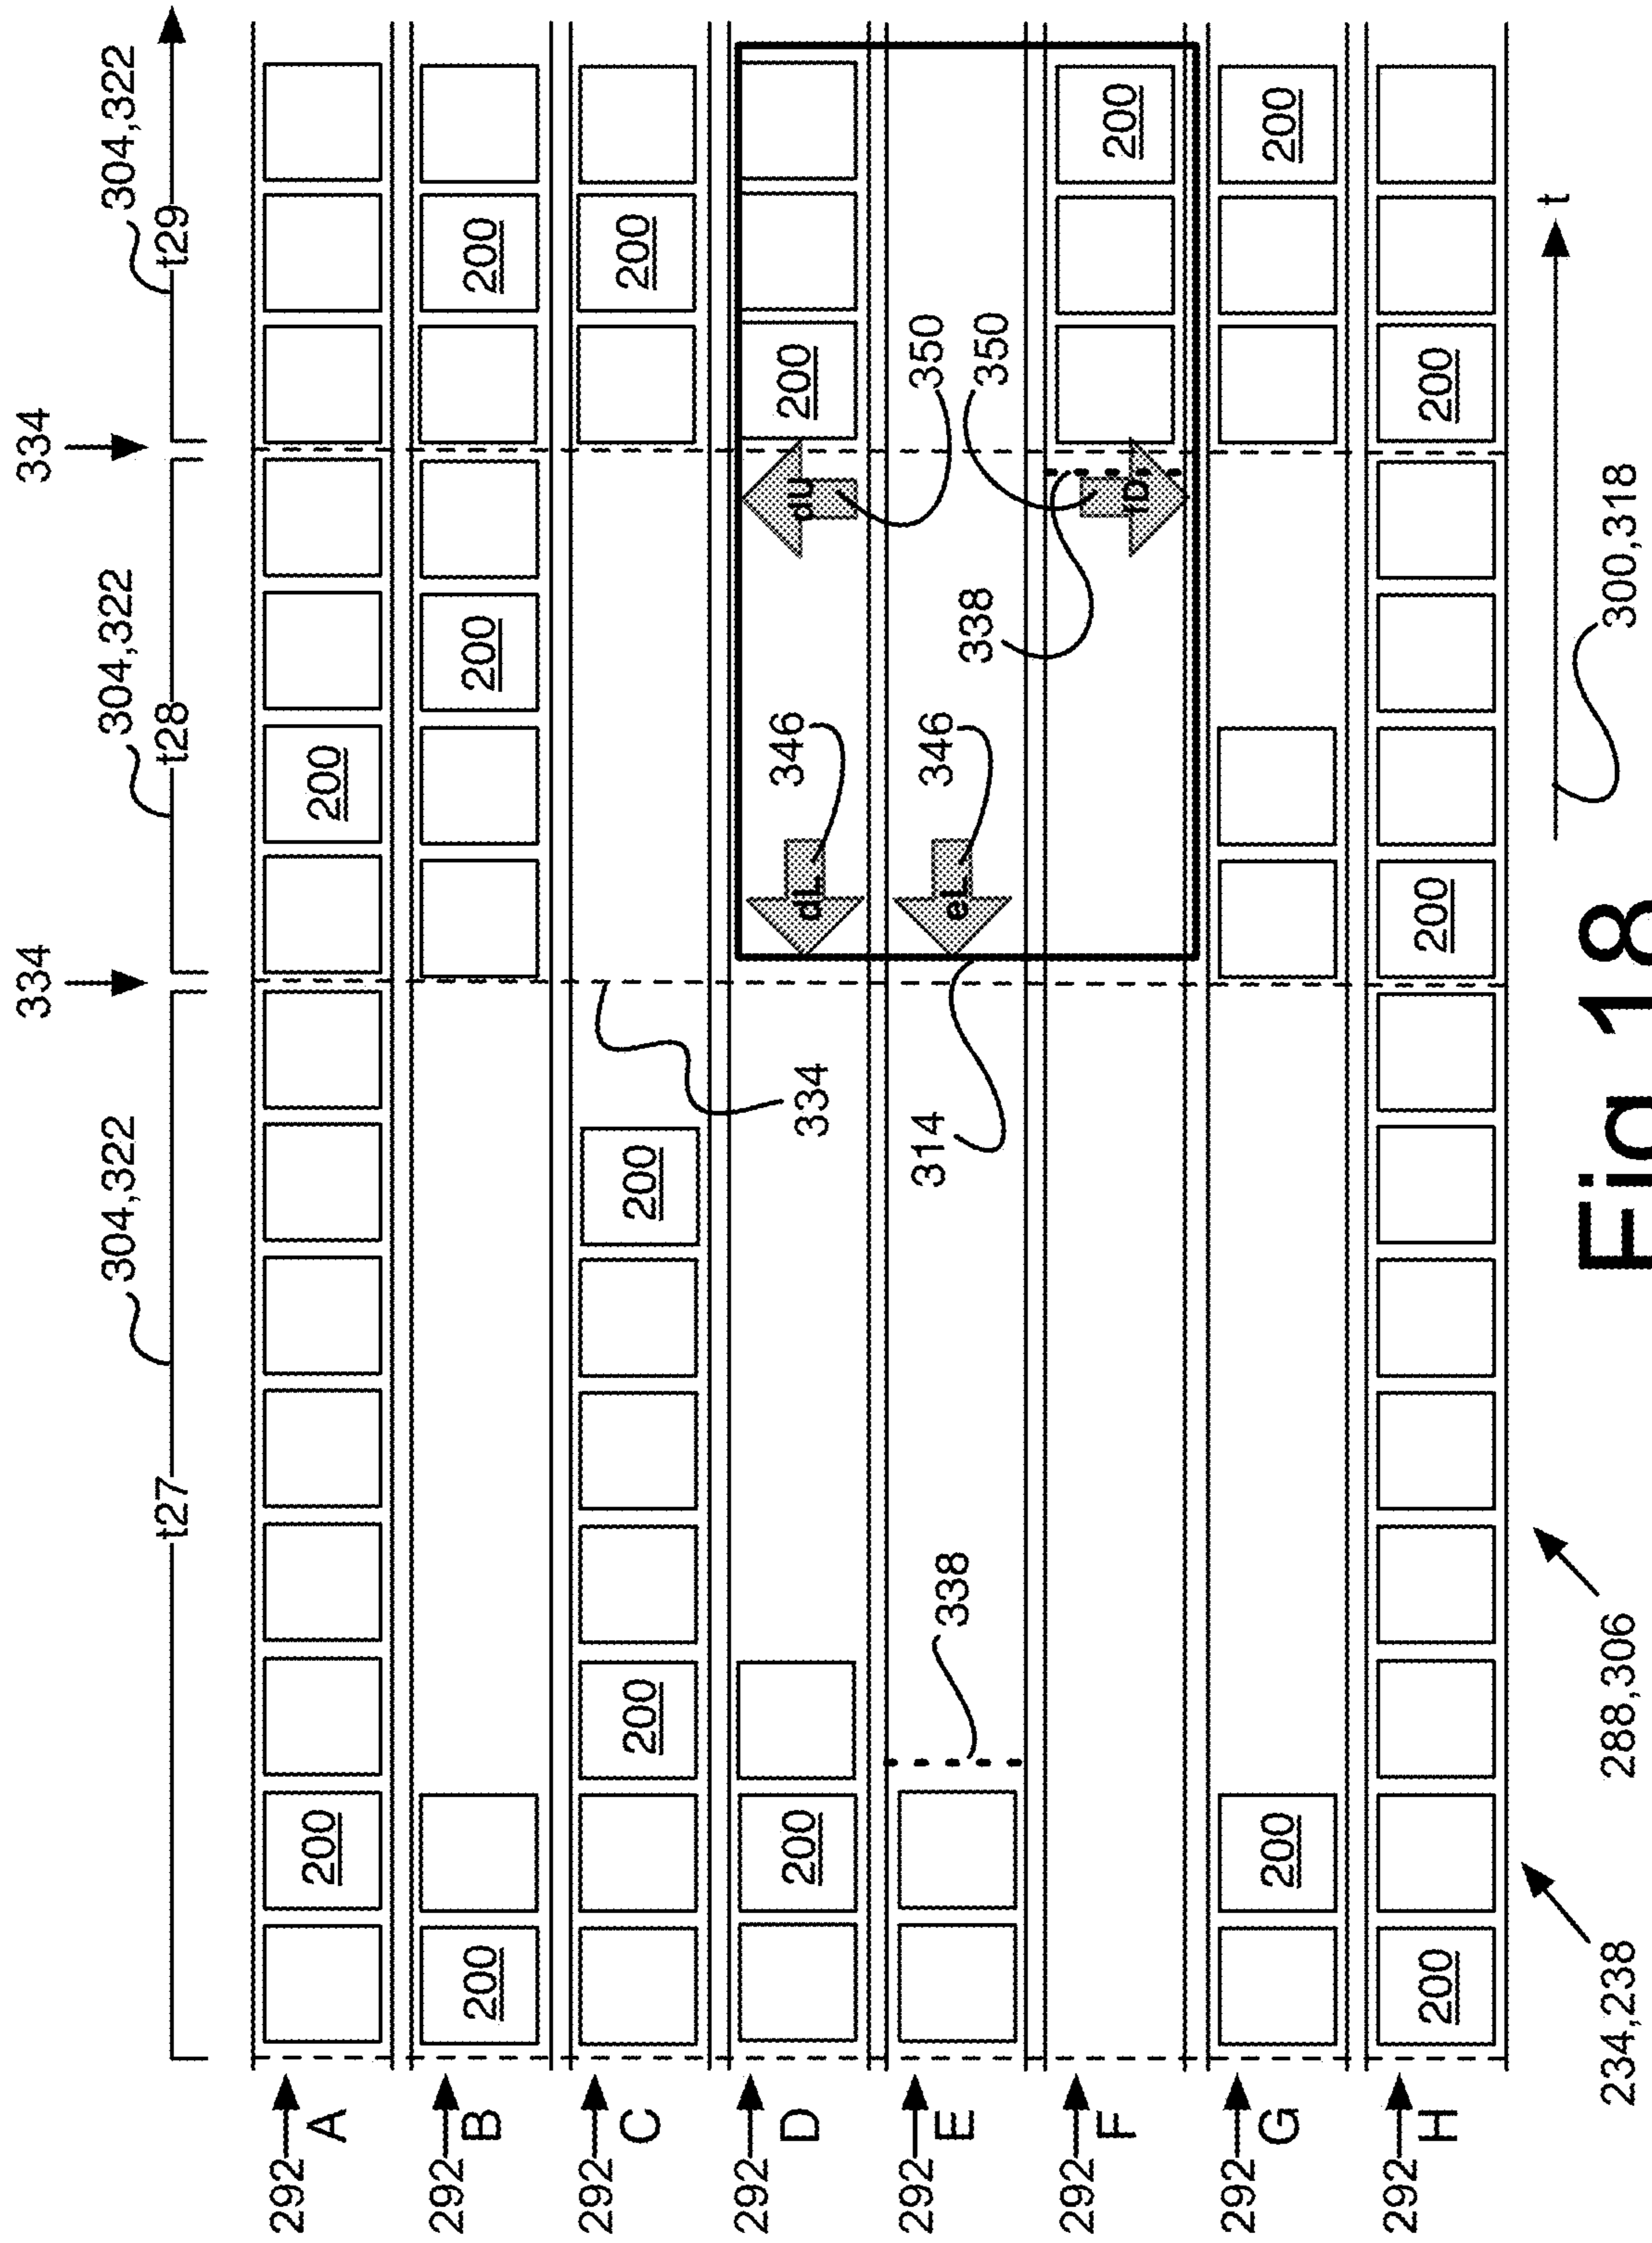 334 334
304,322 304,322 304,322
t27 t28 t29
292 200 200
A
292 200 200 200
B
292 200 200 200
C
292 200 334 dL 346 dU 200
D
292 338 314 eL 346 350
E
338 350
292 fD 200
F
292 200 200
G
292 200 200 200
H
t
234,238 288,306 300,318
Fig 18